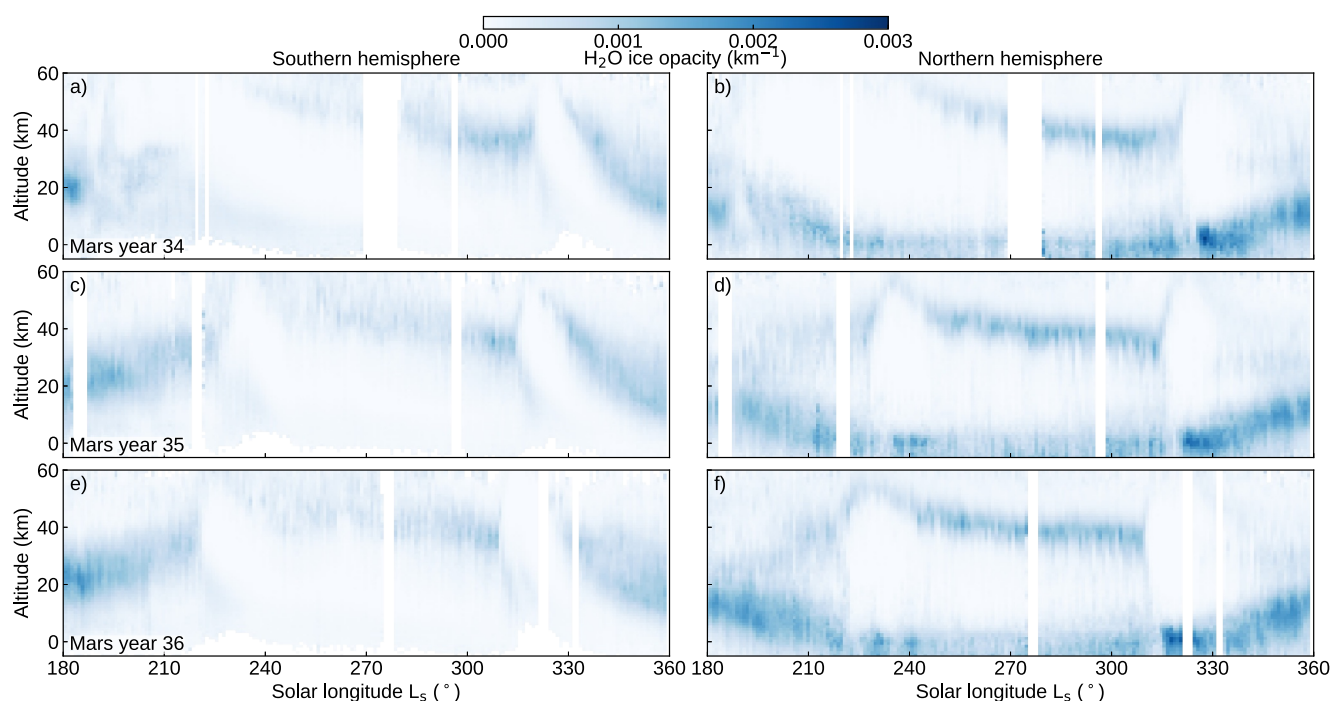 0.000 0.001 0.002 0.003
Southern hemisphere H₂O ice opacity (km⁻¹) Northern hemisphere
60 a) b)
40
Altitude (km)
20
0 Mars year 34
60 c) d)
40
Altitude (km)
20
0 Mars year 35
60 e) f)
40
Altitude (km)
20
0 Mars year 36
180 210 240 270 300 330 360 180 210 240 270 300 330 360
Solar longitude Lₛ (°) Solar longitude Lₛ (°)